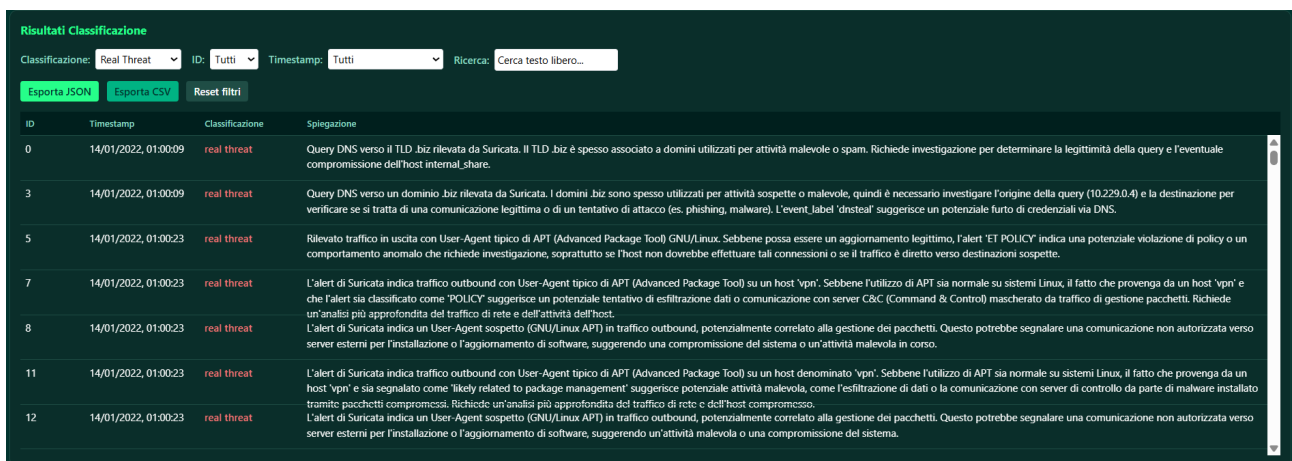 Risultati Classificazione
Classificazione: Real Threat ID: Tutti Timestamp: Tutti Ricerca: Cerca testo libero...
Esporta JSON Esporta CSV Reset filtri
ID Timestamp Classificazione Spiegazione
0 14/01/2022, 01:00:09 real threat Query DNS verso il TLD .biz rilevata da Suricata. Il TLD .biz è spesso associato a domini utilizzati per attività malevole o spam. Richiede investigazione per determinare la legittimità della query e l'eventuale
compromissione dell'host internal_share.
3 14/01/2022, 01:00:09 real threat Query DNS verso un dominio .biz rilevata da Suricata. I domini .biz sono spesso utilizzati per attività sospette o malevole, quindi è necessario investigare l'origine della query (10.229.0.4) e la destinazione per
verificare se si tratta di una comunicazione legittima o di un tentativo di attacco (es. phishing, malware). L'event_label 'dnsteal' suggerisce un potenziale furto di credenziali via DNS.
5 14/01/2022, 01:00:23 real threat Rilevato traffico in uscita con User-Agent tipico di APT (Advanced Package Tool) GNU/Linux. Sebbene possa essere un aggiornamento legittimo, l'alert 'ET POLICY' indica una potenziale violazione di policy o un
comportamento anomalo che richiede investigazione, soprattutto se l'host non dovrebbe effettuare tali connessioni o se il traffico è diretto verso destinazioni sospette.
7 14/01/2022, 01:00:23 real threat L'alert di Suricata indica traffico outbound con User-Agent tipico di APT (Advanced Package Tool) su un host 'vpn'. Sebbene l'utilizzo di APT sia normale su sistemi Linux, il fatto che provenga da un host 'vpn' e
che l'alert sia classificato come 'POLICY' suggerisce un potenziale tentativo di esfiltrazione dati o comunicazione con server C&C (Command & Control) mascherato da traffico di gestione pacchetti. Richiede
un'analisi più approfondita del traffico di rete e dell'attività dell'host.
8 14/01/2022, 01:00:23 real threat L'alert di Suricata indica un User-Agent sospetto (GNU/Linux APT) in traffico outbound, potenzialmente correlato alla gestione dei pacchetti. Questo potrebbe segnalare una comunicazione non autorizzata verso
server esterni per l'installazione o l'aggiornamento di software, suggerendo una compromissione del sistema o un'attività malevola in corso.
11 14/01/2022, 01:00:23 real threat L'alert di Suricata indica traffico outbound con User-Agent tipico di APT (Advanced Package Tool) su un host denominato 'vpn'. Sebbene l'utilizzo di APT sia normale su sistemi Linux, il fatto che provenga da un
host 'vpn' e sia segnalato come 'likely related to package management' suggerisce potenziale attività malevola, come l'esfiltrazione di dati o la comunicazione con server di controllo da parte di malware installato
tramite pacchetti compromessi. Richiede un'analisi più approfondita del traffico di rete e dell'host compromesso.
12 14/01/2022, 01:00:23 real threat L'alert di Suricata indica un User-Agent sospetto (GNU/Linux APT) in traffico outbound, potenzialmente correlato alla gestione dei pacchetti. Questo potrebbe segnalare una comunicazione non autorizzata verso
server esterni per l'installazione o l'aggiornamento di software, suggerendo un'attività malevola o una compromissione del sistema.